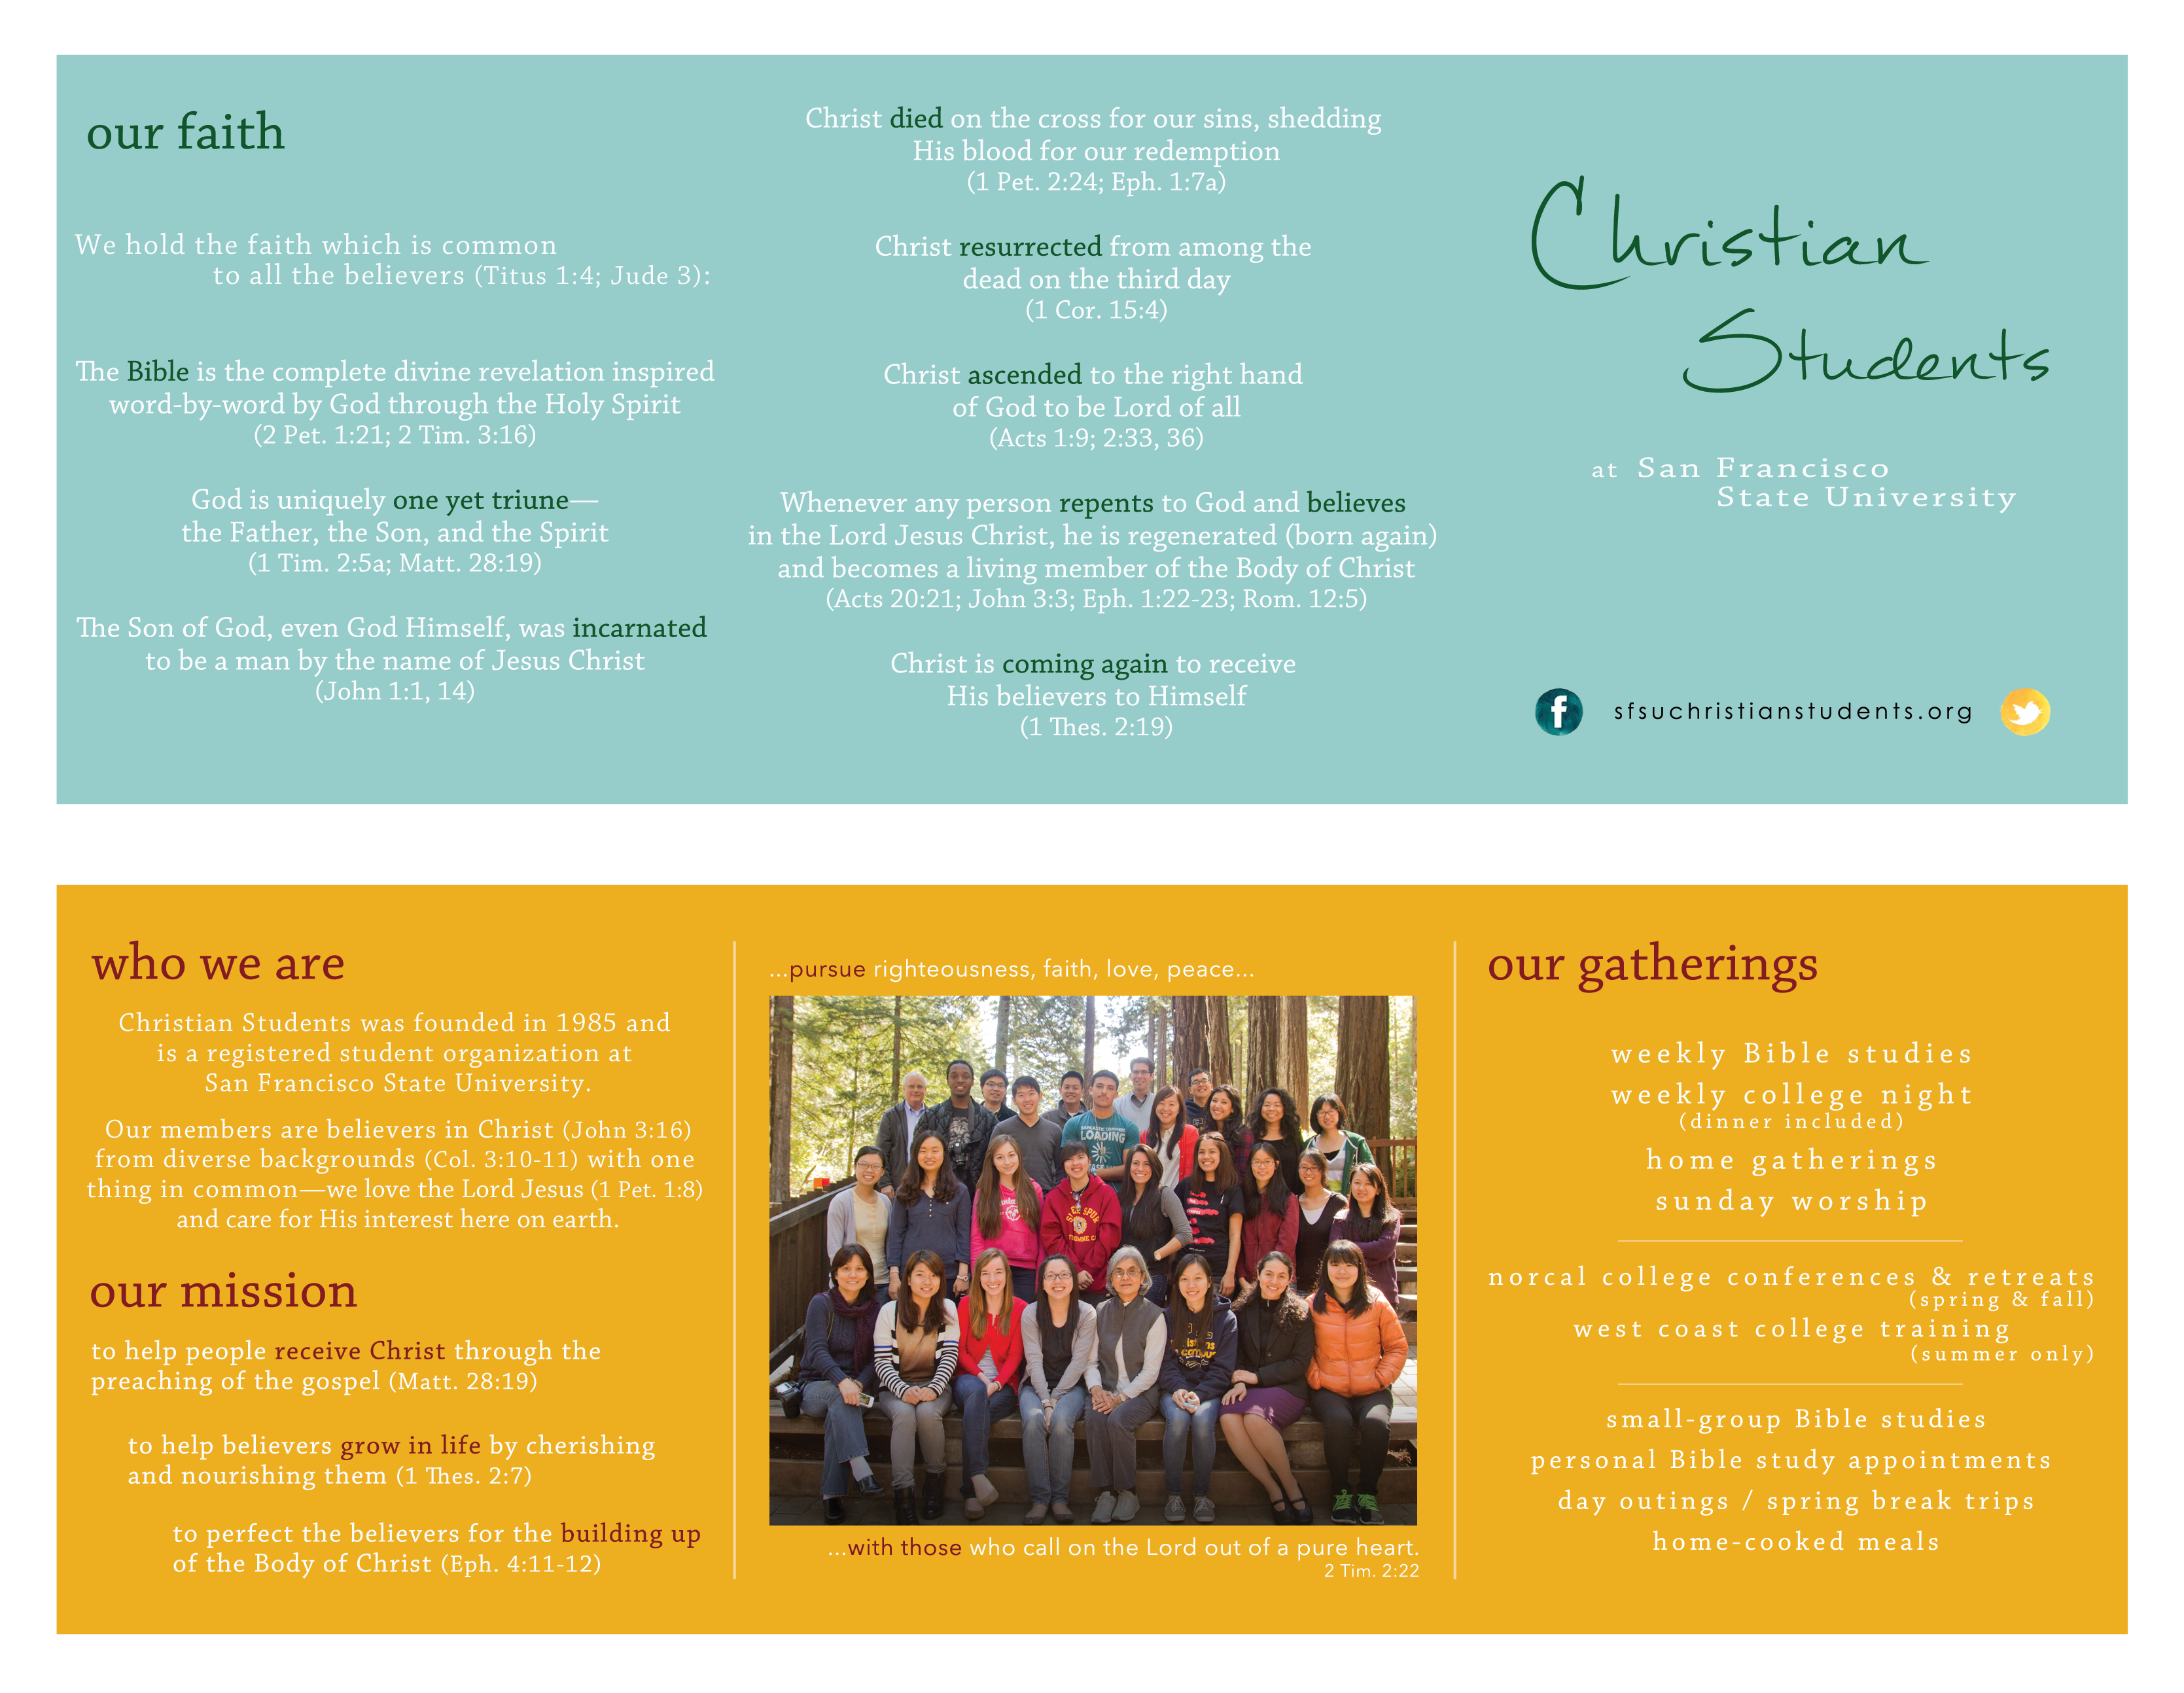 our faith
We hold the faith which is common
to all the believers (Titus 1:4; Jude 3):
The Bible is the complete divine revelation inspired
word-by-word by God through the Holy Spirit
(2 Pet. 1:21; 2 Tim. 3:16)
God is uniquely one yet triune—
the Father, the Son, and the Spirit
(1 Tim. 2:5a; Matt. 28:19)
The Son of God, even God Himself, was incarnated
to be a man by the name of Jesus Christ
(John 1:1, 14)
Christ died on the cross for our sins, shedding
His blood for our redemption
(1 Pet. 2:24; Eph. 1:7a)
Christ resurrected from among the
dead on the third day
(1 Cor. 15:4)
Christ ascended to the right hand
of God to be Lord of all
(Acts 1:9; 2:33, 36)
Whenever any person repents to God and believes
in the Lord Jesus Christ, he is regenerated (born again)
and becomes a living member of the Body of Christ
(Acts 20:21; John 3:3; Eph. 1:22-23; Rom. 12:5)
Christ is coming again to receive
His believers to Himself
(1 Thes. 2:19)
Christian
Students
at San Francisco
State University
sfsuchristianstudents.org
who we are
Christian Students was founded in 1985 and
is a registered student organization at
San Francisco State University.
Our members are believers in Christ (John 3:16)
from diverse backgrounds (Col. 3:10-11) with one
thing in common—we love the Lord Jesus (1 Pet. 1:8)
and care for His interest here on earth.
our mission
to help people receive Christ through the
preaching of the gospel (Matt. 28:19)
to help believers grow in life by cherishing
and nourishing them (1 Thes. 2:7)
to perfect the believers for the building up
of the Body of Christ (Eph. 4:11-12)
...pursue righteousness, faith, love, peace...
LOADING
...with those who call on the Lord out of a pure heart.
2 Tim. 2:22
our gatherings
weekly Bible studies
weekly college night
(dinner included)
home gatherings
sunday worship
norcal college conferences & retreats
(spring & fall)
west coast college training
(summer only)
small-group Bible studies
personal Bible study appointments
day outings / spring break trips
home-cooked meals